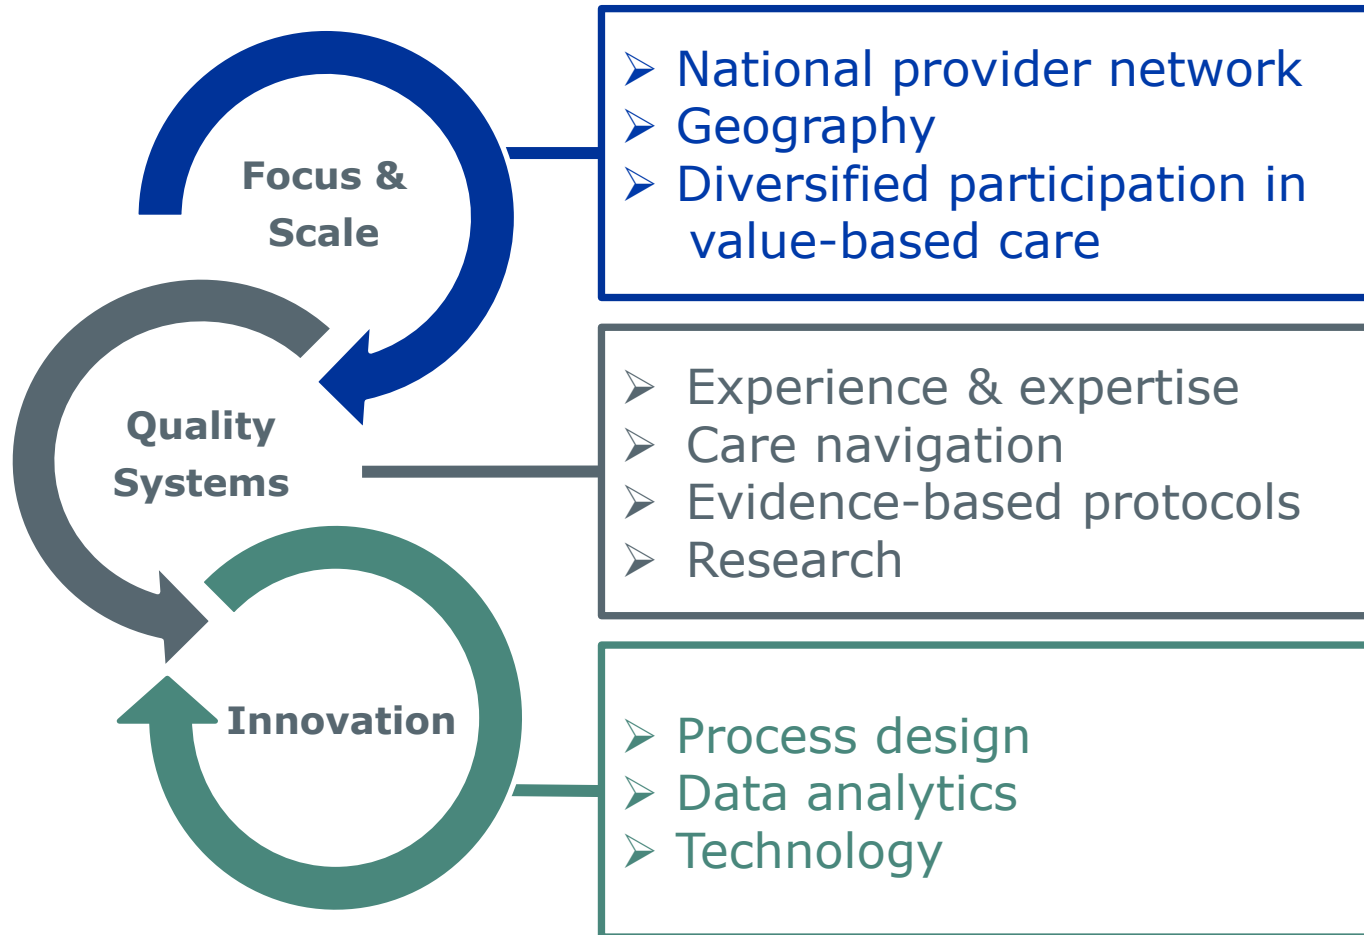 Focus &
Scale
➢ National provider network
➢ Geography
➢ Diversified participation in
value-based care
Quality
Systems
➢ Experience & expertise
➢ Care navigation
➢ Evidence-based protocols
➢ Research
Innovation
➢ Process design
➢ Data analytics
➢ Technology